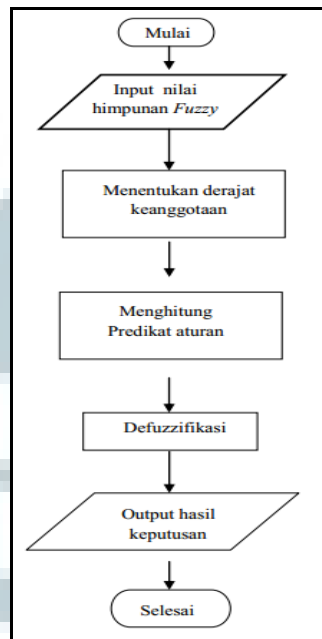 Mulai
Input nilai
himpunan Fuzzy
Menentukan derajat
keanggotaan
Menghitung
Predikat aturan
Defuzzifikasi
Output hasil
keputusan
Selesai